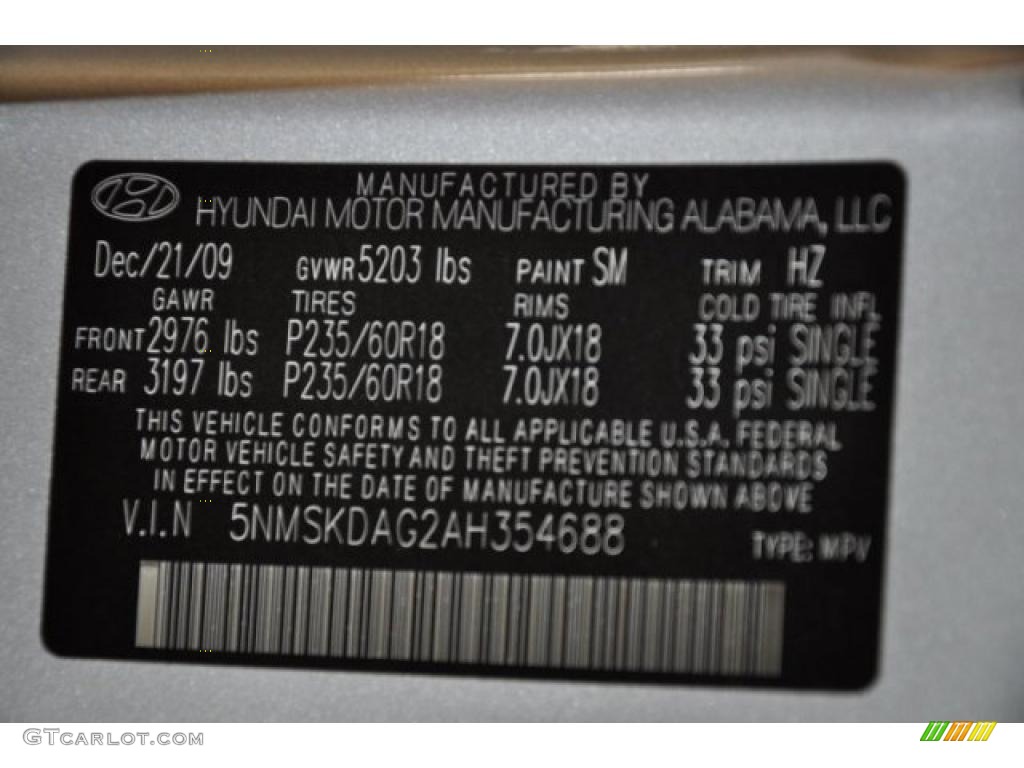 MANUFACTURED BY
HYUNDAI MOTOR MANUFACTURING ALABAMA, LLC
Dec/21/09 GVWR 5203 lbs PAINT SM TRIM HZ
GAWR TIRES RIMS COLD TIRE INFL
FRONT 2976 lbs P235/60R18 7.0JX18 33 psi SINGLE
REAR 3197 lbs P235/60R18 7.0JX18 33 psi SINGLE
THIS VEHICLE CONFORMS TO ALL APPLICABLE U.S.A. FEDERAL
MOTOR VEHICLE SAFETY AND THEFT PREVENTION STANDARDS
IN EFFECT ON THE DATE OF MANUFACTURE SHOWN ABOVE
V.I.N 5NMSKDAG2AH354688
TYPE: MPV
GTCARLOT.COM